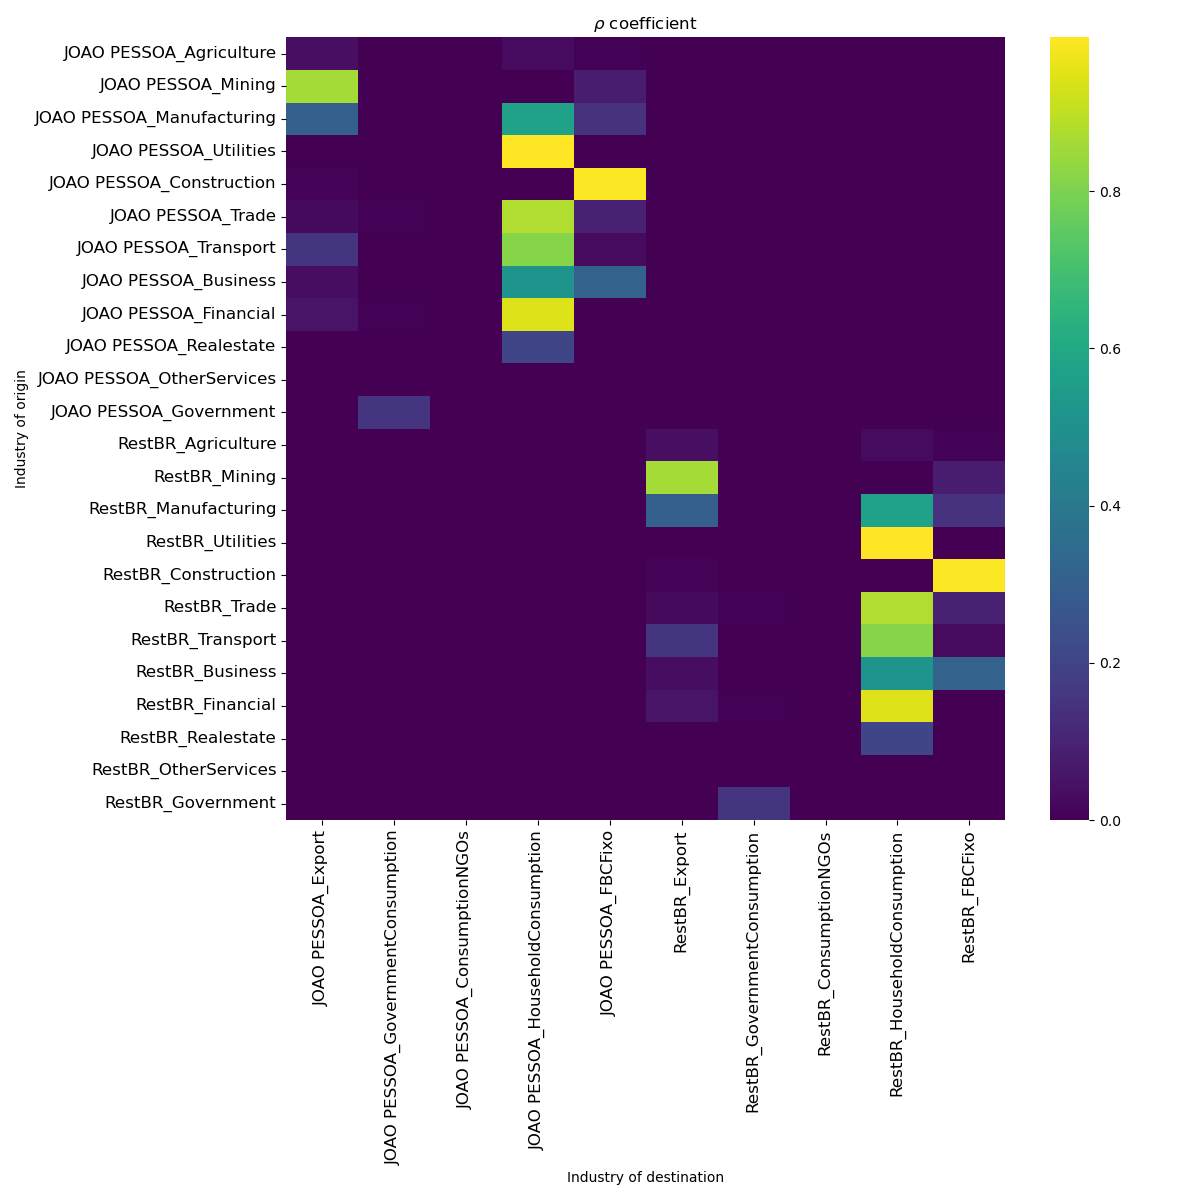 ρ coefficient
JOAO PESSOA_Agriculture
JOAO PESSOA_Mining
JOAO PESSOA_Manufacturing
JOAO PESSOA_Utilities
JOAO PESSOA_Construction
JOAO PESSOA_Trade
JOAO PESSOA_Transport
JOAO PESSOA_Business
JOAO PESSOA_Financial
JOAO PESSOA_Realestate
JOAO PESSOA_OtherServices
JOAO PESSOA_Government
RestBR_Agriculture
RestBR_Mining
RestBR_Manufacturing
RestBR_Utilities
RestBR_Construction
RestBR_Trade
RestBR_Transport
RestBR_Business
RestBR_Financial
RestBR_Realestate
RestBR_OtherServices
RestBR_Government
Industry of origin
JOAO PESSOA_Export
JOAO PESSOA_GovernmentConsumption
JOAO PESSOA_ConsumptionNGOs
JOAO PESSOA_HouseholdConsumption
JOAO PESSOA_FBCFixo
RestBR_Export
RestBR_GovernmentConsumption
RestBR_ConsumptionNGOs
RestBR_HouseholdConsumption
RestBR_FBCFixo
Industry of destination
0.8
0.6
0.4
0.2
0.0